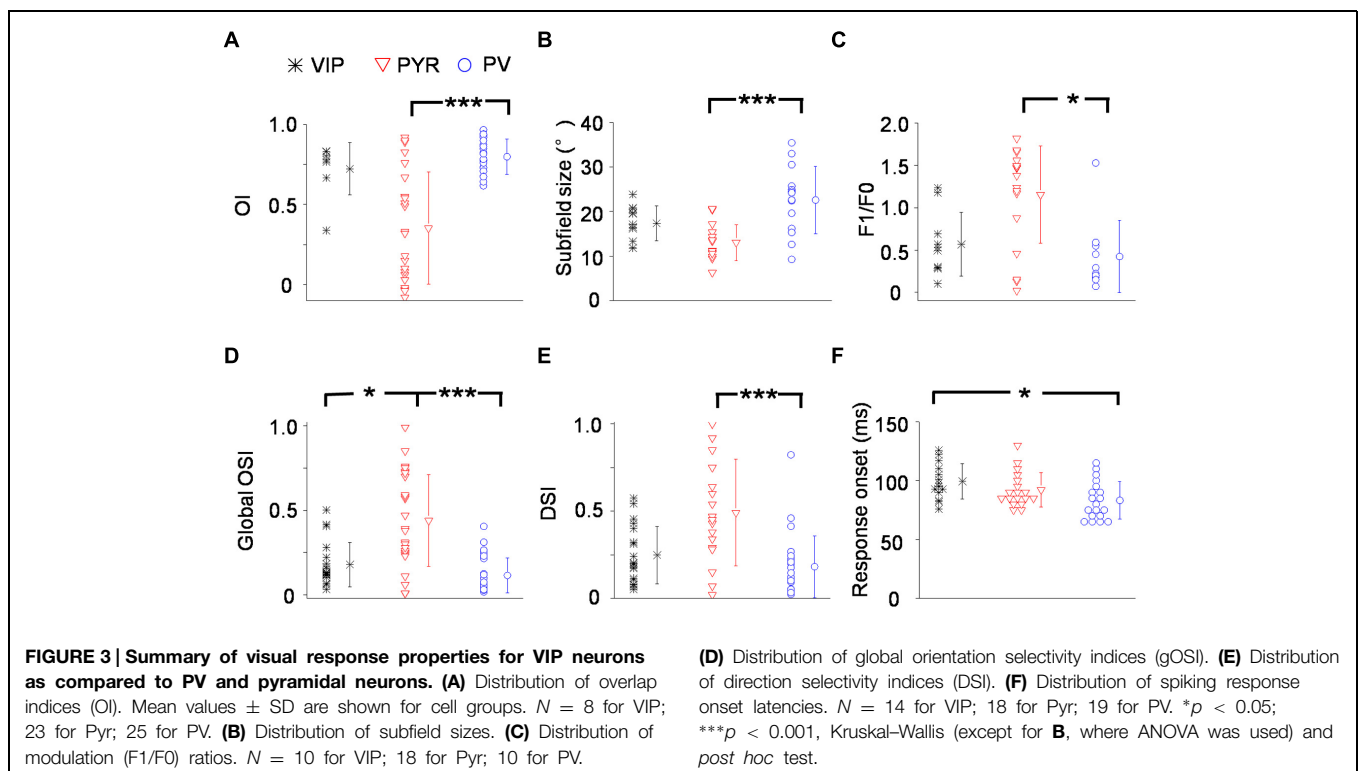 A
B
C
VIP PYR PV
***
***
*
1.0
0.5
0
OI
40
30
20
10
0
Subfield size (°)
2.0
1.5
1.0
0.5
0
F1/F0
D
E
F
*
***
***
*
1.0
0.5
0
Global OSI
1.0
0.5
0
DSI
150
100
50
0
Response onset (ms)
FIGURE 3 | Summary of visual response properties for VIP neurons
as compared to PV and pyramidal neurons. (A) Distribution of overlap
indices (OI). Mean values ± SD are shown for cell groups. N = 8 for VIP;
23 for Pyr; 25 for PV. (B) Distribution of subfield sizes. (C) Distribution of
modulation (F1/F0) ratios. N = 10 for VIP; 18 for Pyr; 10 for PV.
(D) Distribution of global orientation selectivity indices (gOSI). (E) Distribution
of direction selectivity indices (DSI). (F) Distribution of spiking response
onset latencies. N = 14 for VIP; 18 for Pyr; 19 for PV. *p < 0.05;
***p < 0.001, Kruskal–Wallis (except for B, where ANOVA was used) and
post hoc test.